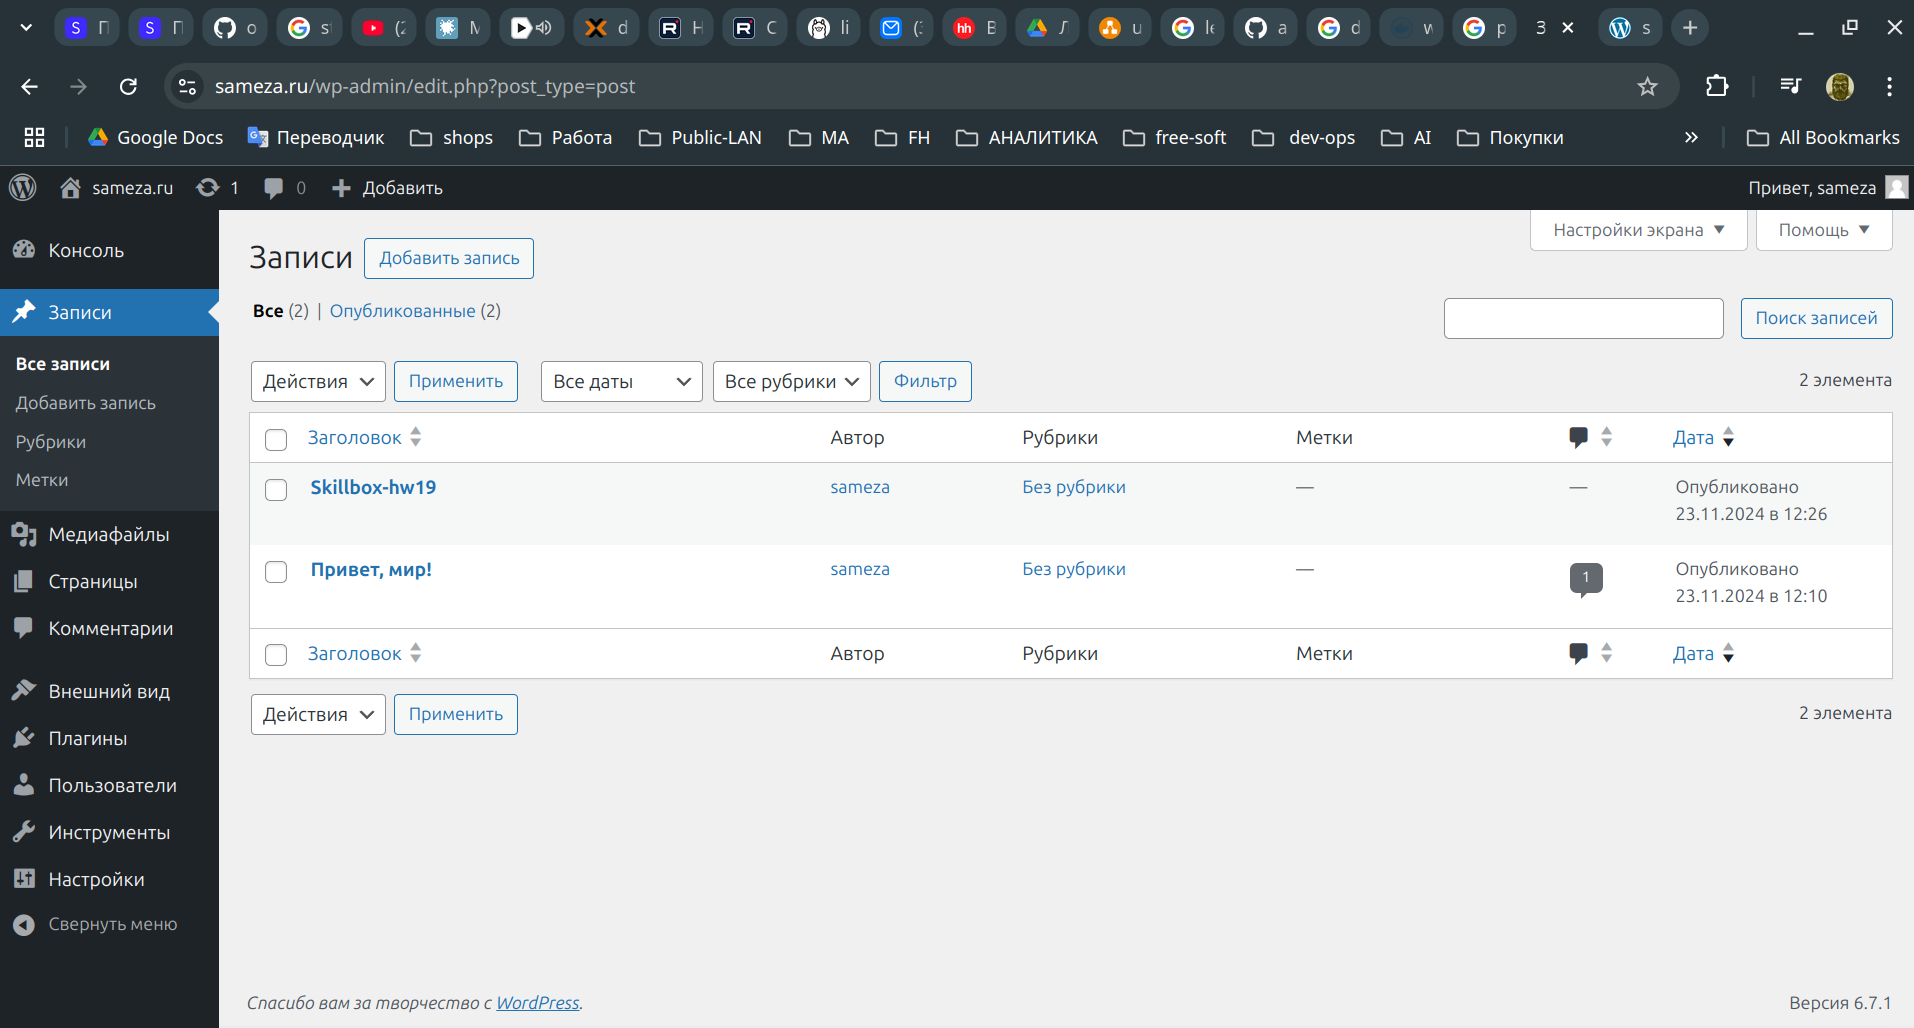 S П
S П
о
G s
(2
M
d
R H
R C
li
(3
hh В
Л
u
G le
a
G d
w
G p
З
s
sameza.ru/wp-admin/edit.php?post_type=post
Google Docs
Переводчик
shops
Работа
Public-LAN
MA
FH
АНАЛИТИКА
free-soft
dev-ops
AI
Покупки
»
All Bookmarks
sameza.ru
1
0
Добавить
Привет, sameza
Консоль
Записи
Все записи
Добавить запись
Рубрики
Метки
Медиафайлы
Страницы
Комментарии
Внешний вид
Плагины
Пользователи
Инструменты
Настройки
Свернуть меню
Настройки экрана
Помощь
Записи
Добавить запись
Все (2) | Опубликованные (2)
Поиск записей
Действия
Применить
Все даты
Все рубрики
Фильтр
2 элемента
Заголовок Автор Рубрики Метки Дата
Skillbox-hw19 sameza Без рубрики — — Опубликовано
23.11.2024 в 12:26
Привет, мир! sameza Без рубрики — 1 Опубликовано
23.11.2024 в 12:10
Заголовок Автор Рубрики Метки Дата
Действия
Применить
2 элемента
Спасибо вам за творчество с WordPress.
Версия 6.7.1